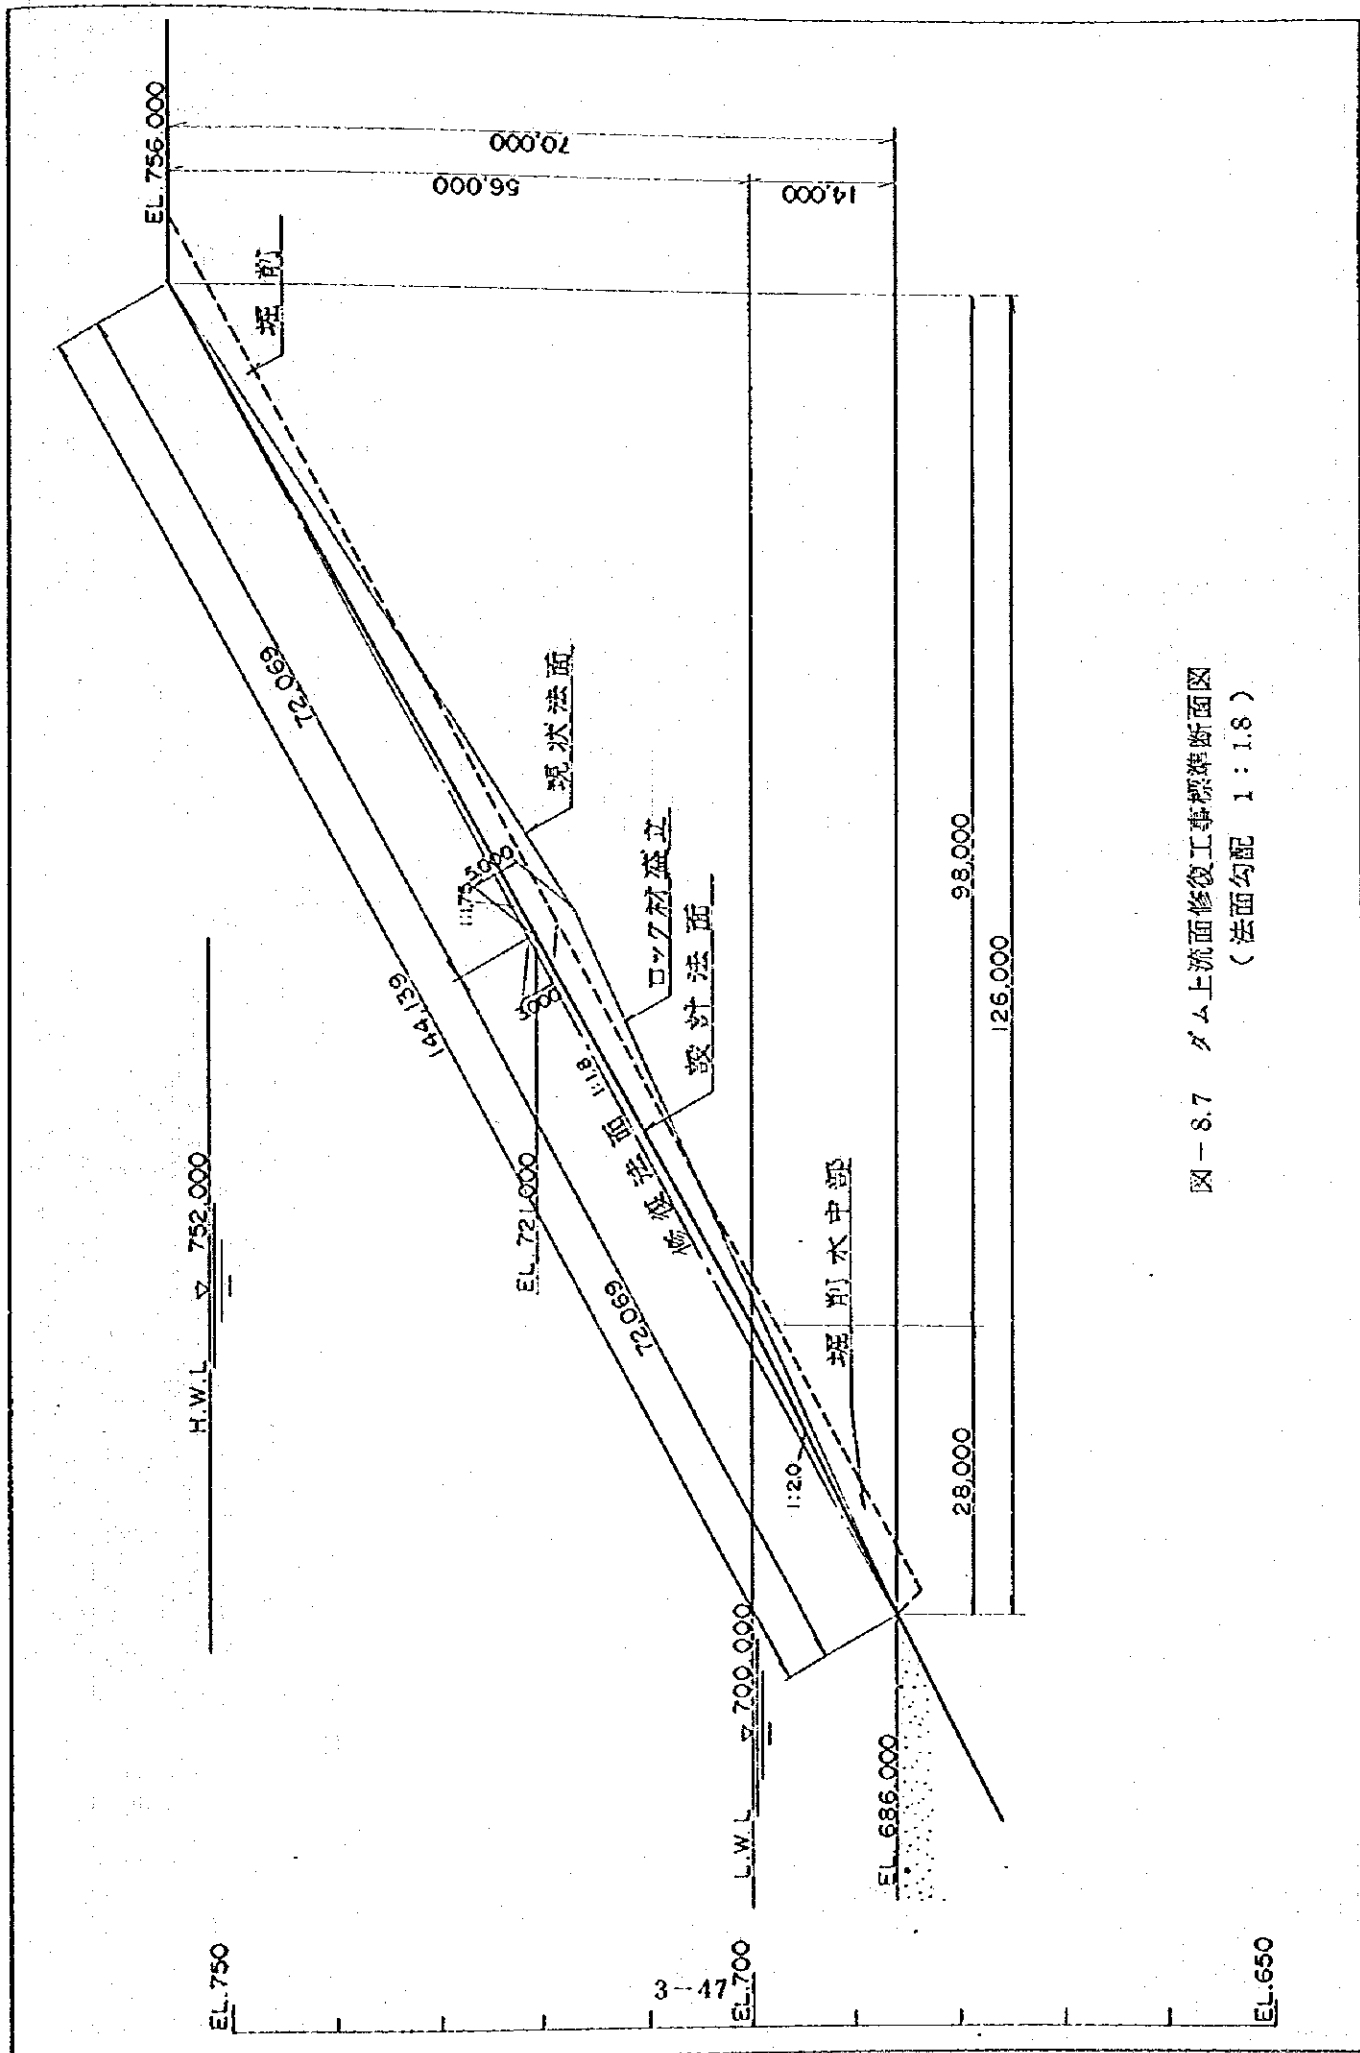 EL. 756.000
70,000
56,000
14,000
掘削
72,069
144,139
現状法面
1:1.75
5,000
3,000
ロック材盛立
設計法面
H.W.L ▽ 752.000
EL. 721.000
修復法面 1:1.8
72,069
掘削水中部
1:2.0
98,000
126,000
28,000
L.W.L ▽ 700.000
EL. 686.000
EL.750
EL.700
EL.650
図-8.7 ダム上流面修復工事標準断面図
(法面勾配 1:1.8)
3-47